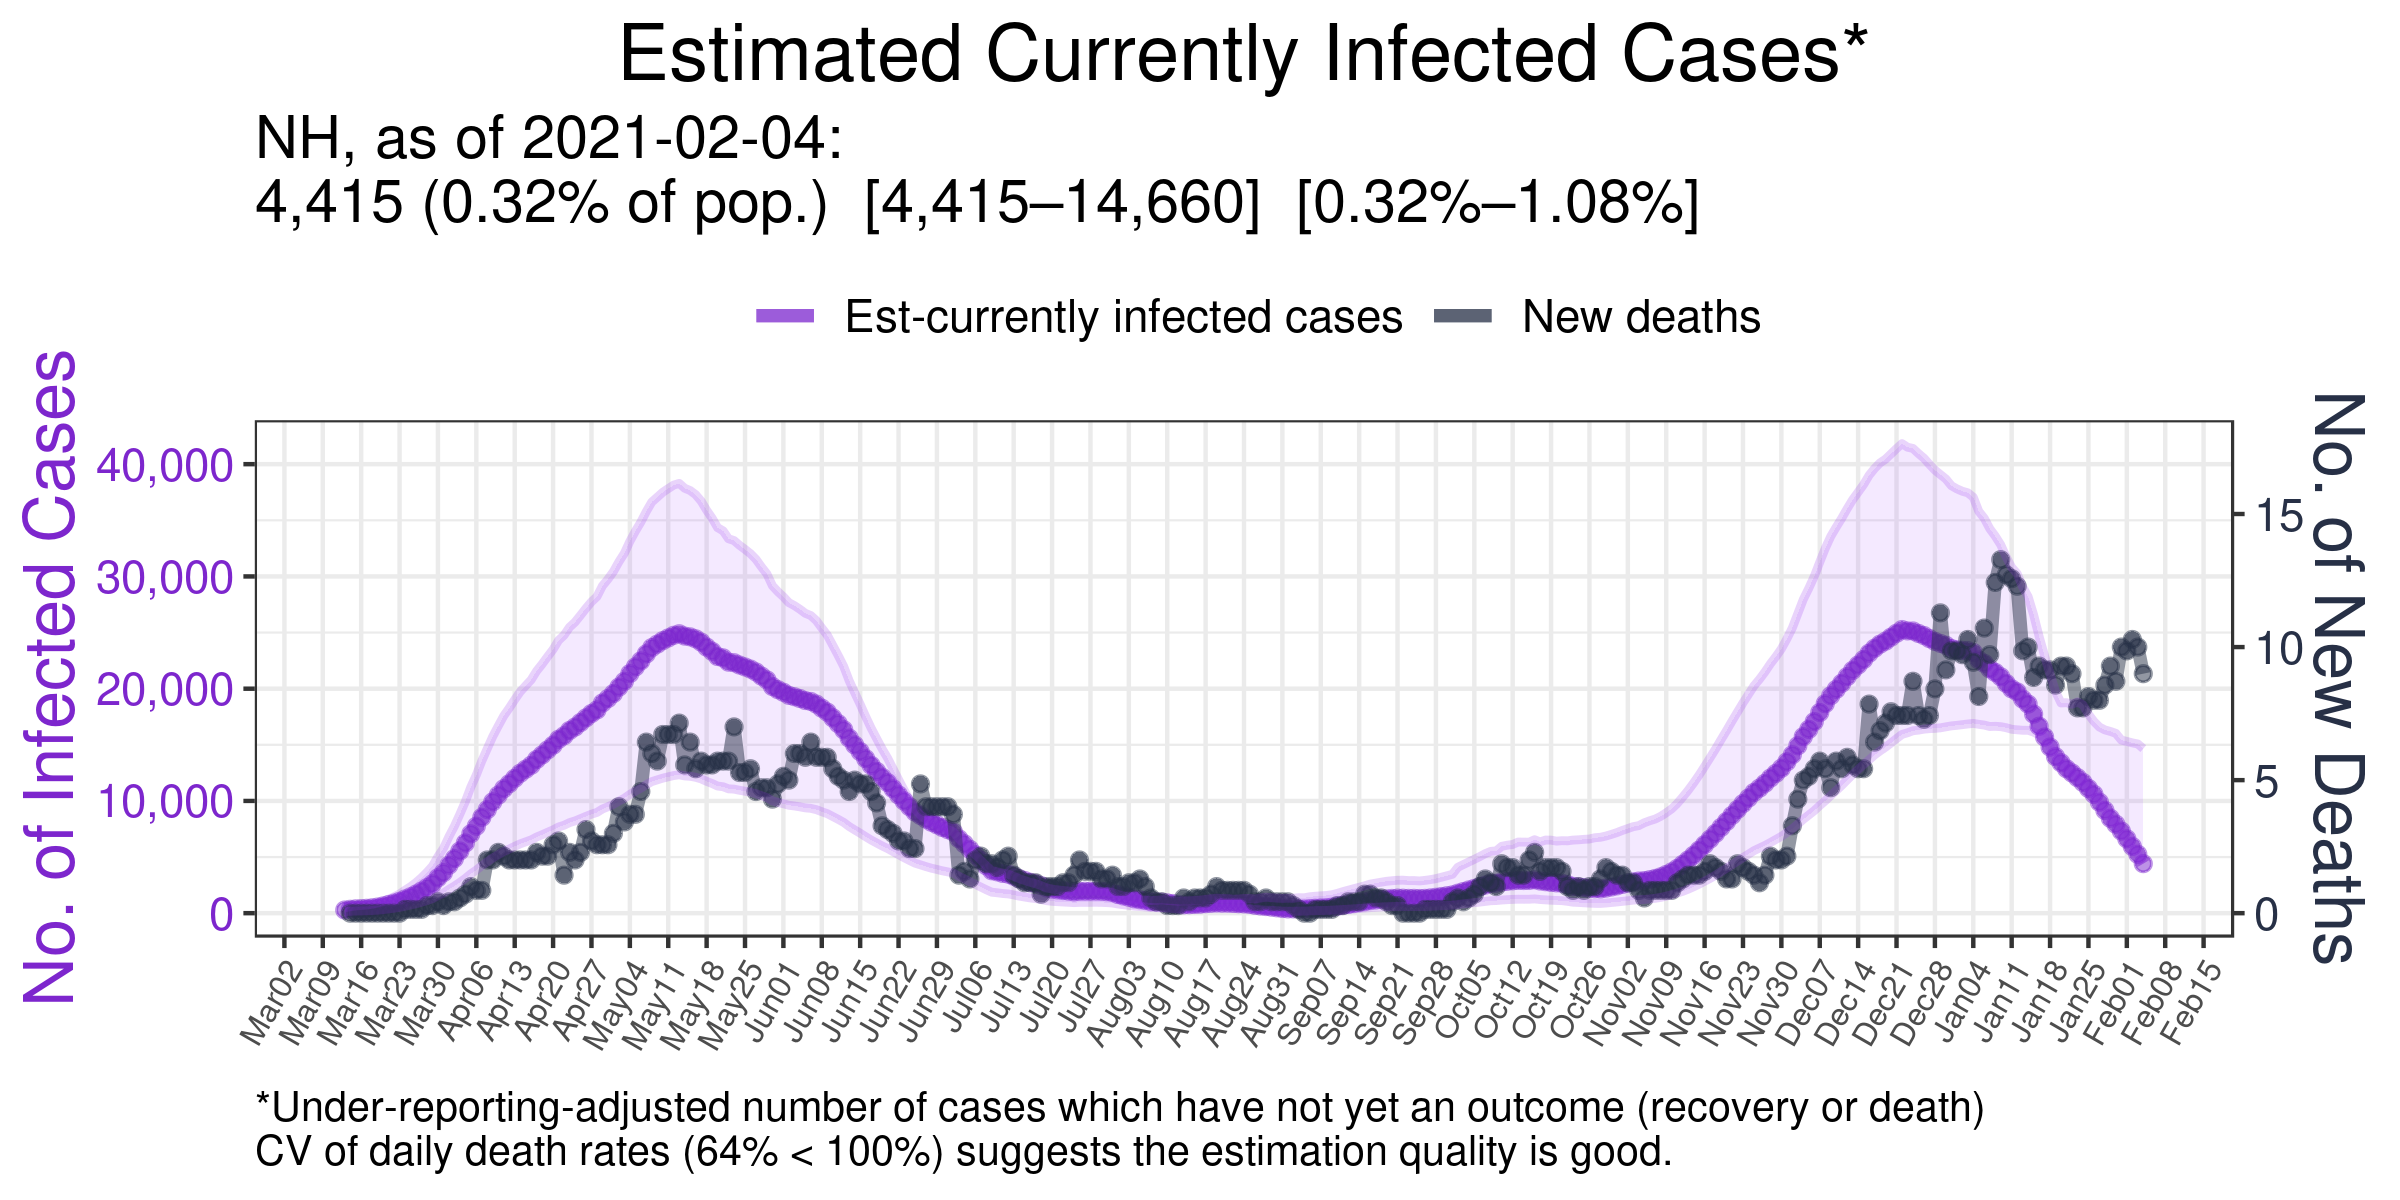 Estimated Currently Infected Cases*
NH, as of 2021-02-04:
4,415 (0.32% of pop.) [4,415–14,660] [0.32%–1.08%]
Est-currently infected cases New deaths
No. of Infected Cases
40,000
30,000
20,000
10,000
0
15
10
5
0
No. of New Deaths
Mar02 Mar09 Mar16 Mar23 Mar30 Apr06 Apr13 Apr20 Apr27 May04 May11 May18 May25 Jun01 Jun08 Jun15 Jun22 Jun29 Jul06 Jul13 Jul20 Jul27 Aug03 Aug10 Aug17 Aug24 Aug31 Sep07 Sep14 Sep21 Sep28 Oct05 Oct12 Oct19 Oct26 Nov02 Nov09 Nov16 Nov23 Nov30 Dec07 Dec14 Dec21 Dec28 Jan04 Jan11 Jan18 Jan25 Feb01 Feb08 Feb15
*Under-reporting-adjusted number of cases which have not yet an outcome (recovery or death)
CV of daily death rates (64% < 100%) suggests the estimation quality is good.